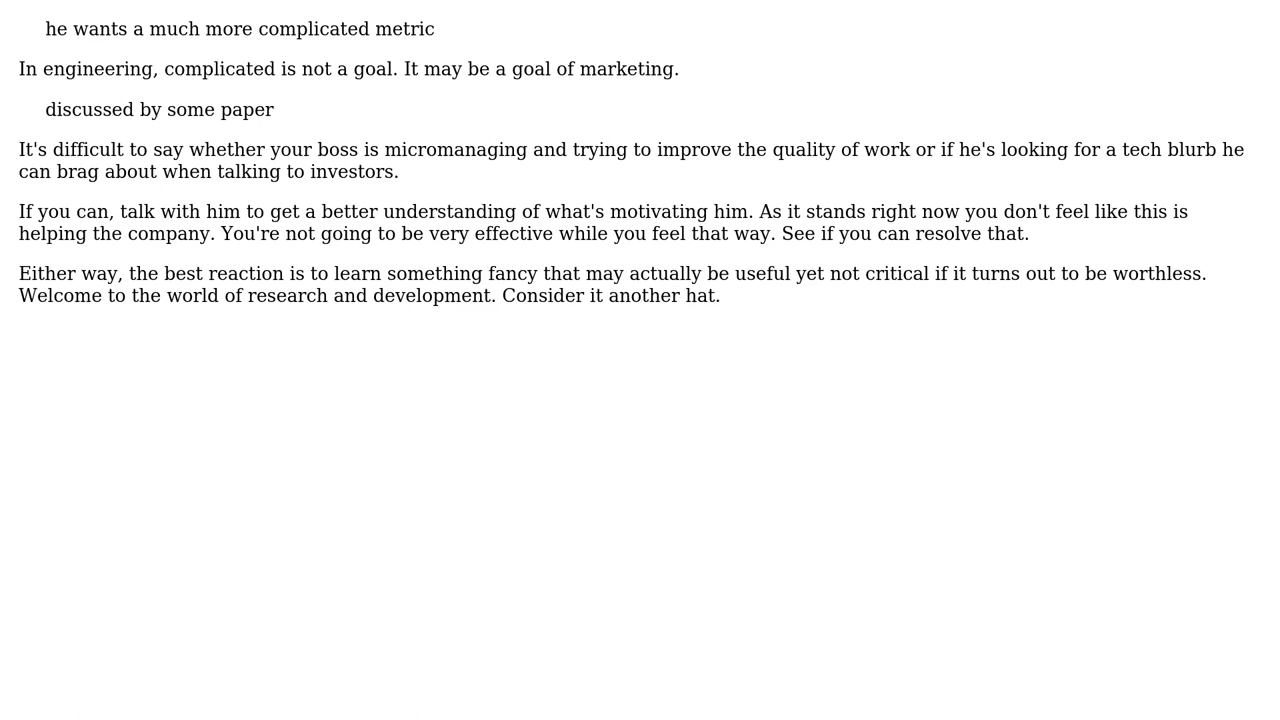 he wants a much more complicated metric
In engineering, complicated is not a goal. It may be a goal of marketing.
discussed by some paper
It's difficult to say whether your boss is micromanaging and trying to improve the quality of work or if he's looking for a tech blurb he
can brag about when talking to investors.
If you can, talk with him to get a better understanding of what's motivating him. As it stands right now you don't feel like this is
helping the company. You're not going to be very effective while you feel that way. See if you can resolve that.
Either way, the best reaction is to learn something fancy that may actually be useful yet not critical if it turns out to be worthless.
Welcome to the world of research and development. Consider it another hat.